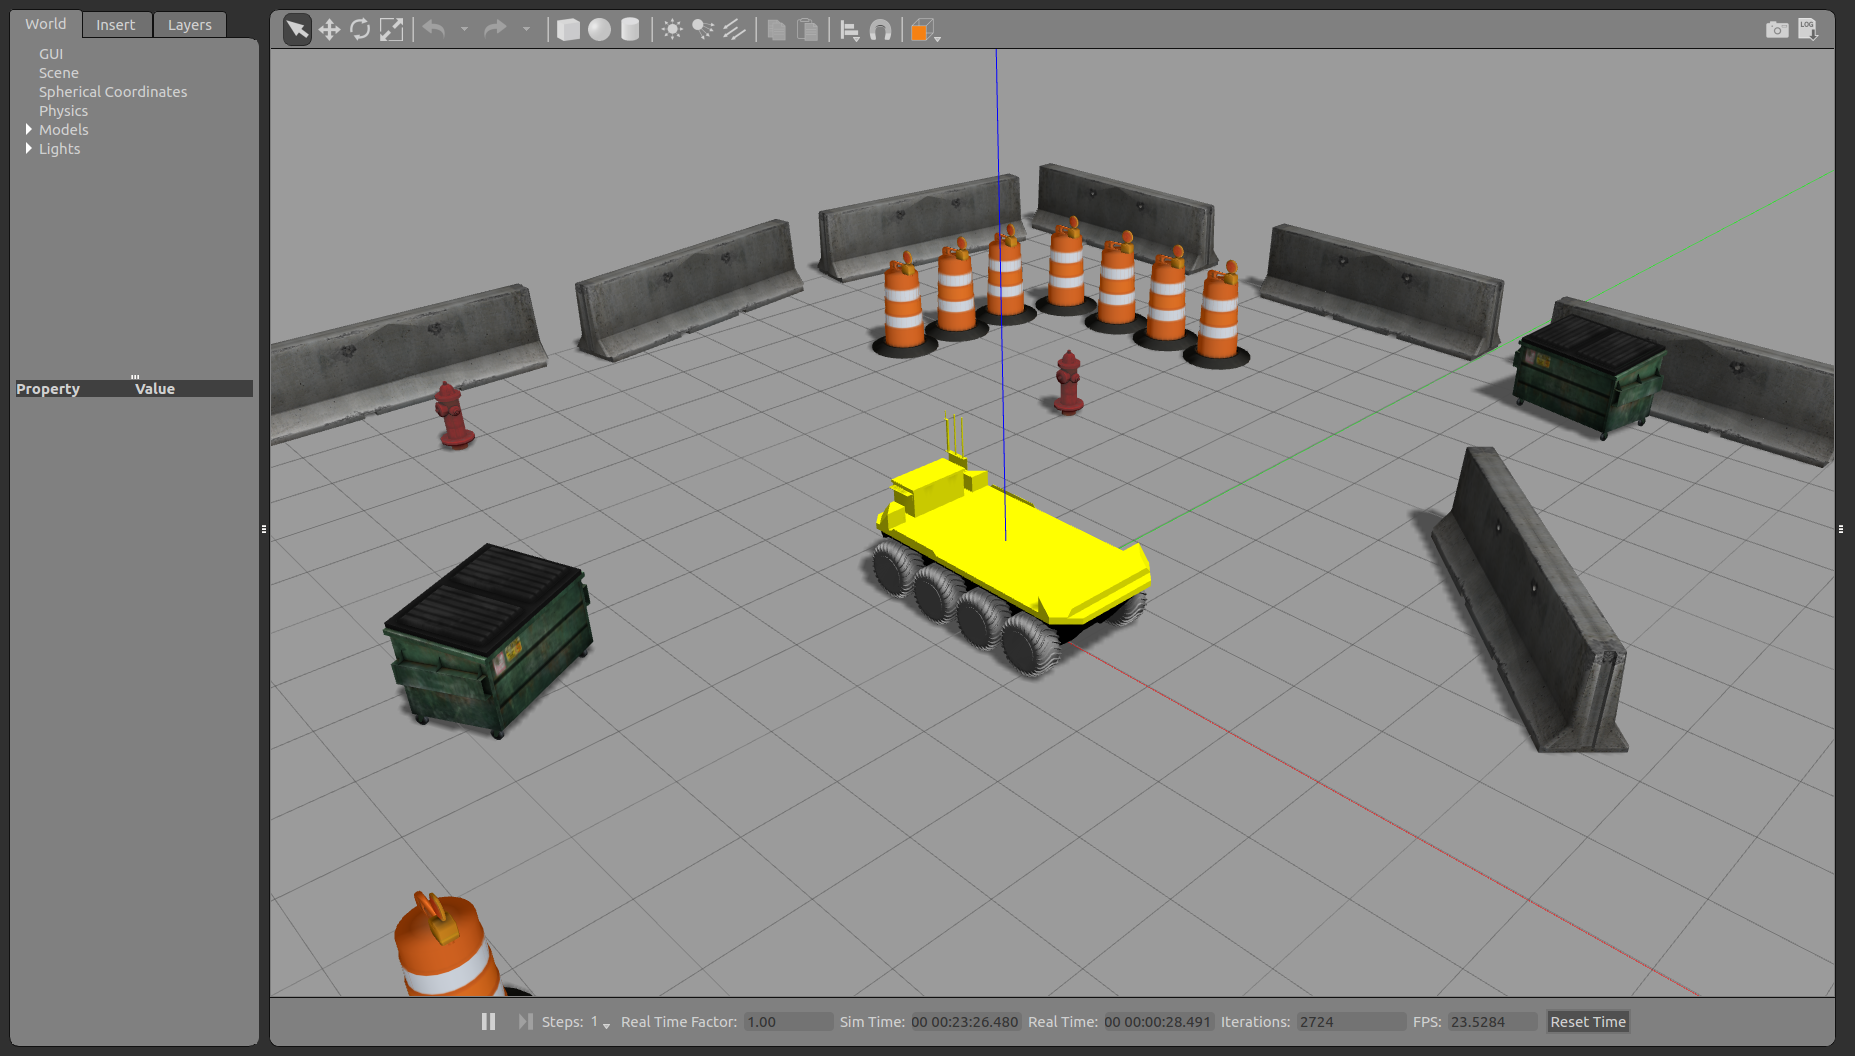 World Insert Layers
GUI
Scene
Spherical Coordinates
Physics
Models
Lights
Property Value
LOG
Steps: 1 Real Time Factor: 1.00 Sim Time: 00 00:23:26.480 Real Time: 00 00:00:28.491 Iterations: 2724 FPS: 23.5284 Reset Time